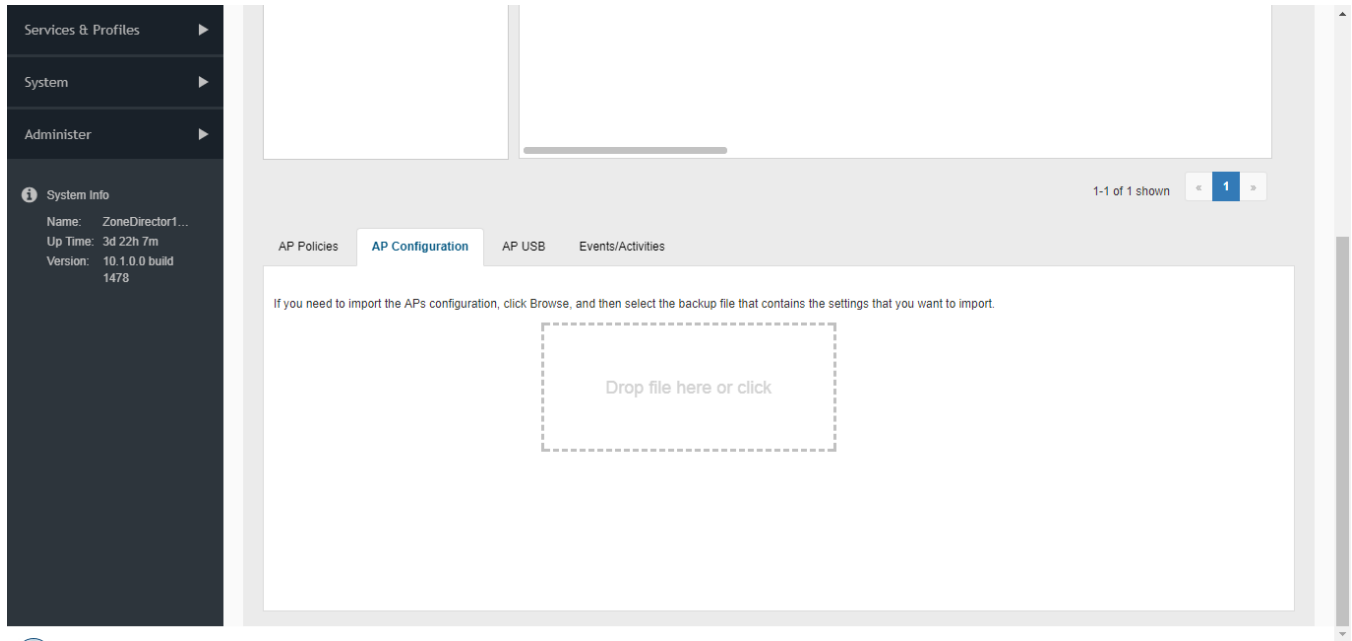 Services & Profiles
System
Administer
System Info
Name: ZoneDirector1...
Up Time: 3d 22h 7m
Version: 10.1.0.0 build
1478
1-1 of 1 shown « 1 »
AP Policies AP Configuration AP USB Events/Activities
If you need to import the APs configuration, click Browse, and then select the backup file that contains the settings that you want to import.
Drop file here or click